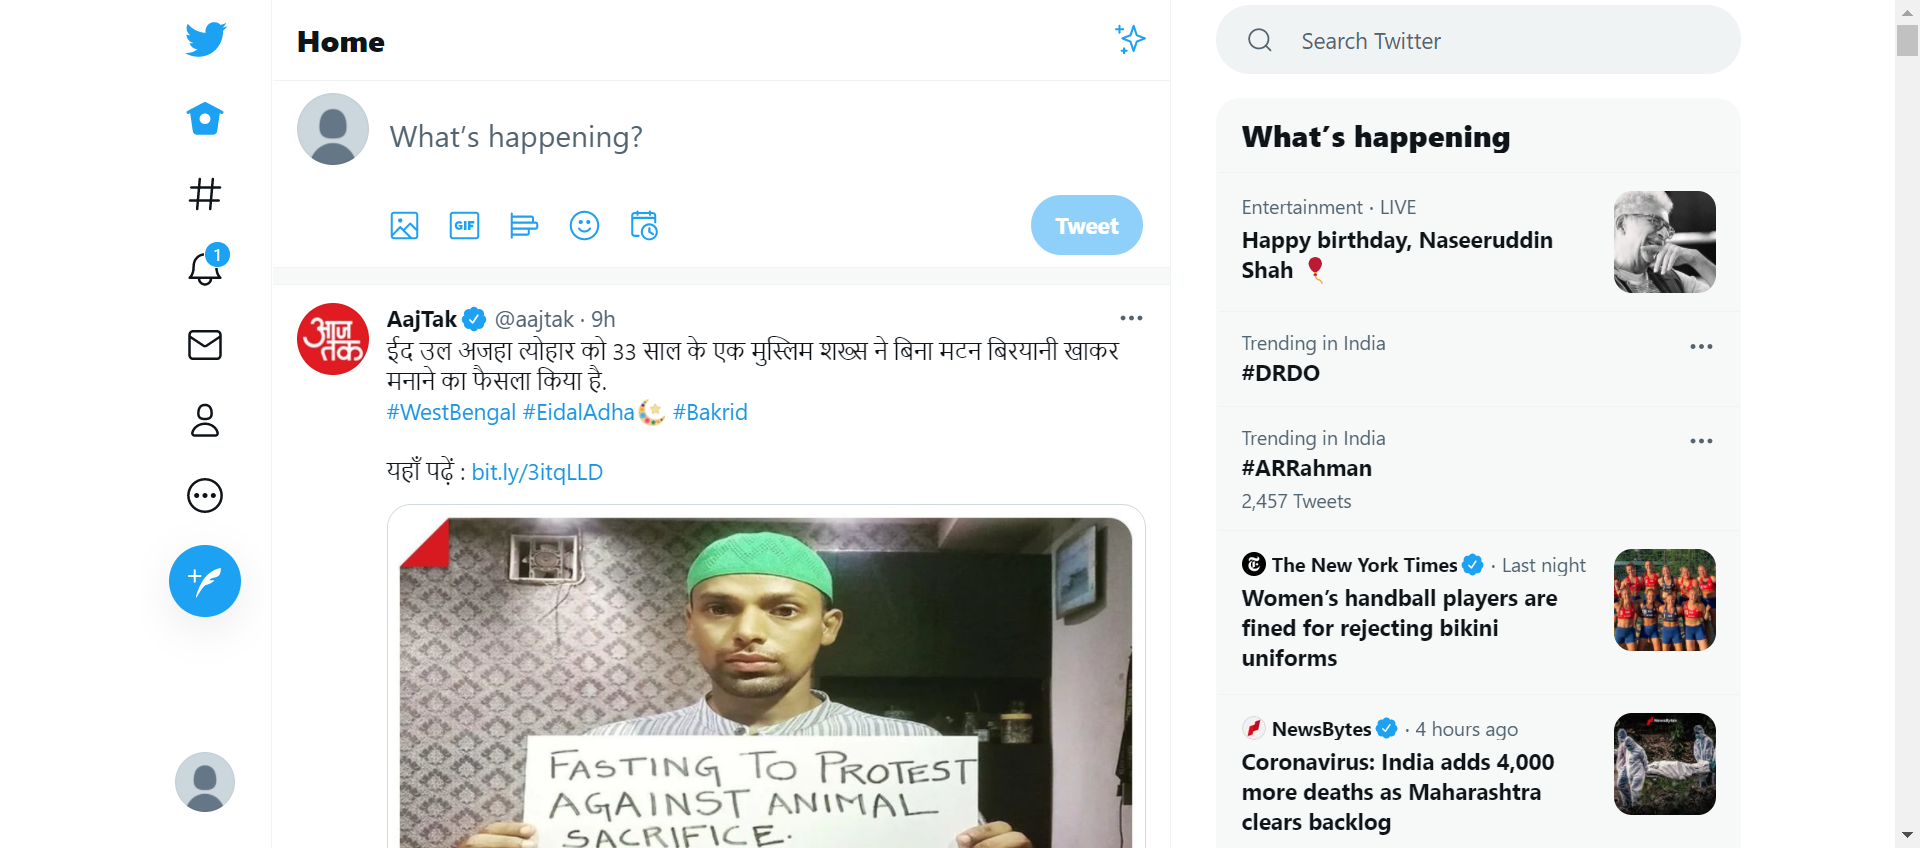 Home
What's happening?
GIF
Tweet
1
आज
तक
AajTak @aajtak · 9h
ईद उल अजहा त्योहार को 33 साल के एक मुस्लिम शख्स ने बिना मटन बिरयानी खाकर
मनाने का फैसला किया है.
#WestBengal #EidalAdha #Bakrid
यहाँ पढ़ें : bit.ly/3itqLLD
FASTING TO PROTEST
AGAINST ANIMAL
SACRIFICE.
Search Twitter
What's happening
Entertainment · LIVE
Happy birthday, Naseeruddin
Shah
Trending in India
#DRDO
Trending in India
#ARRahman
2,457 Tweets
The New York Times · Last night
Women's handball players are
fined for rejecting bikini
uniforms
NewsBytes · 4 hours ago
Coronavirus: India adds 4,000
more deaths as Maharashtra
clears backlog
NewsBytes